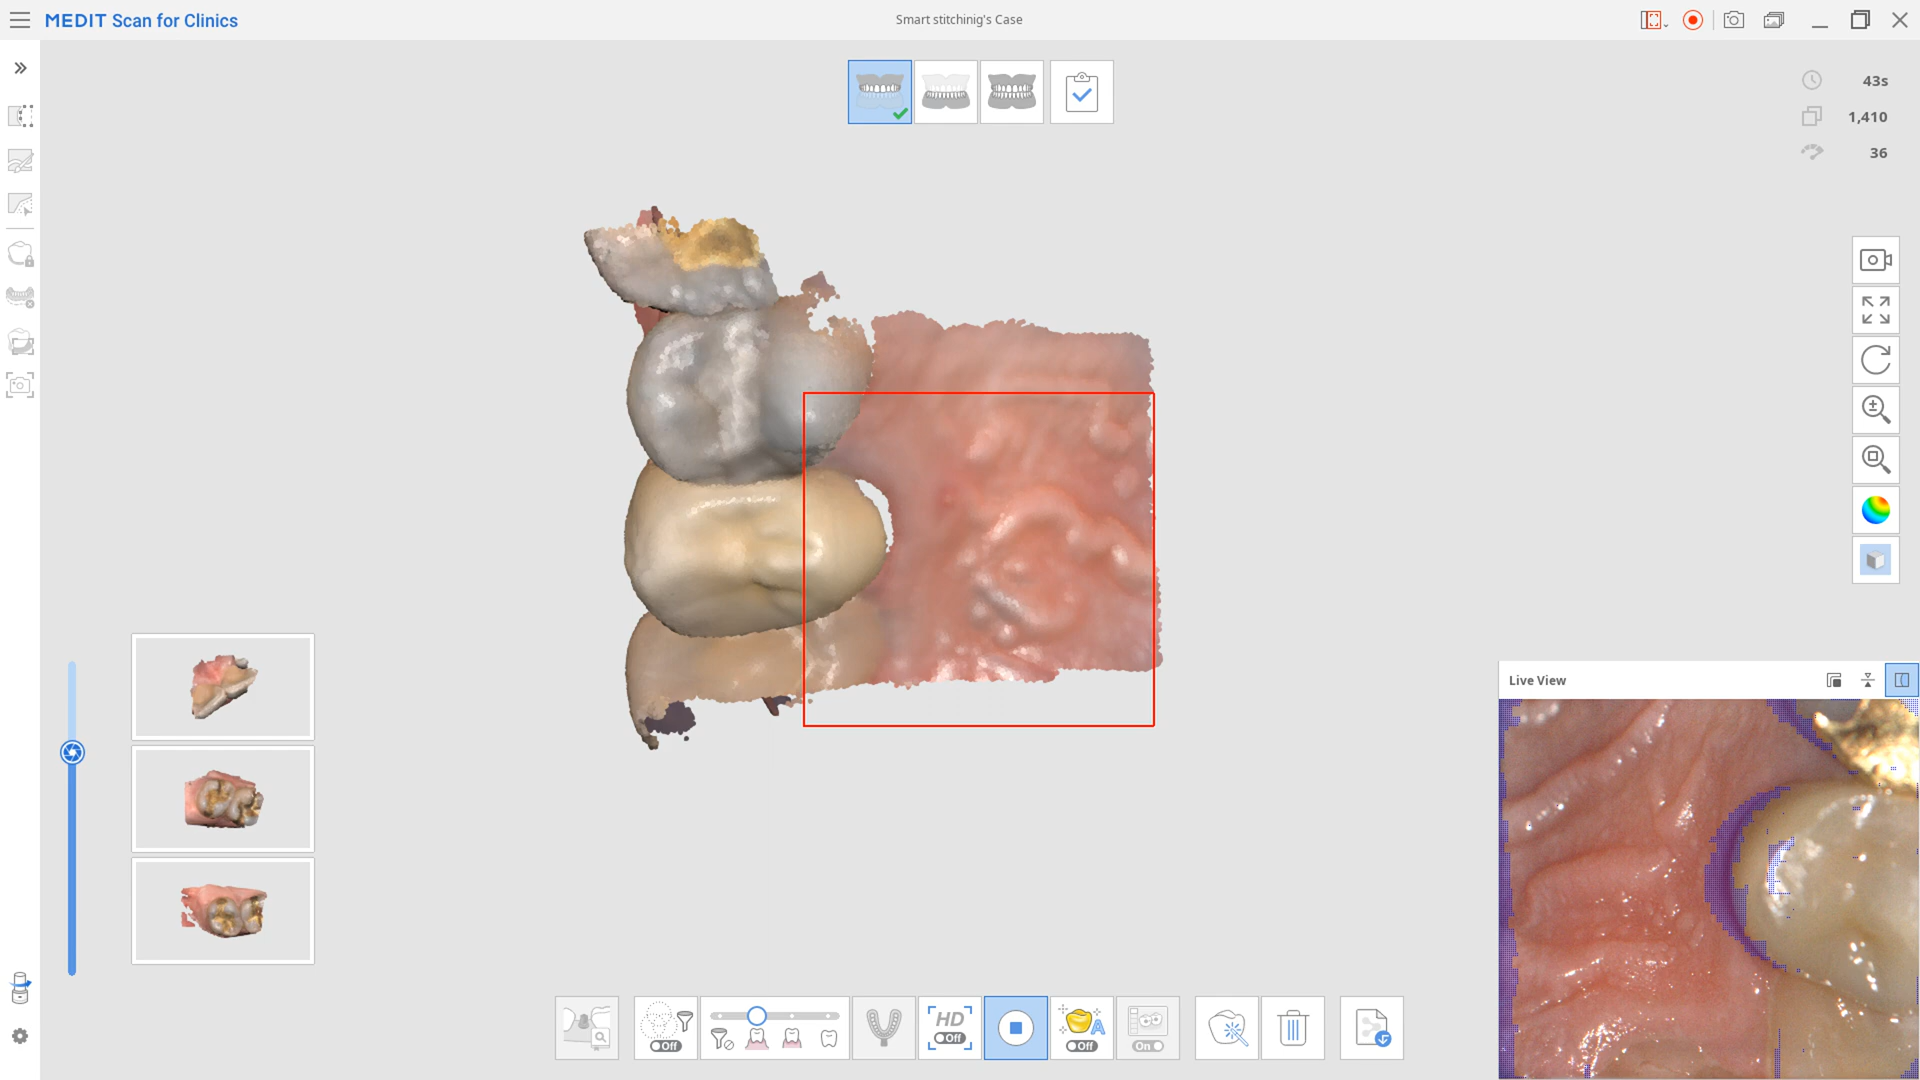 MEDIT Scan for Clinics
Smart stitchinig's Case
43s
1,410
36
Live View
Off
HD
Off
A
Off
On